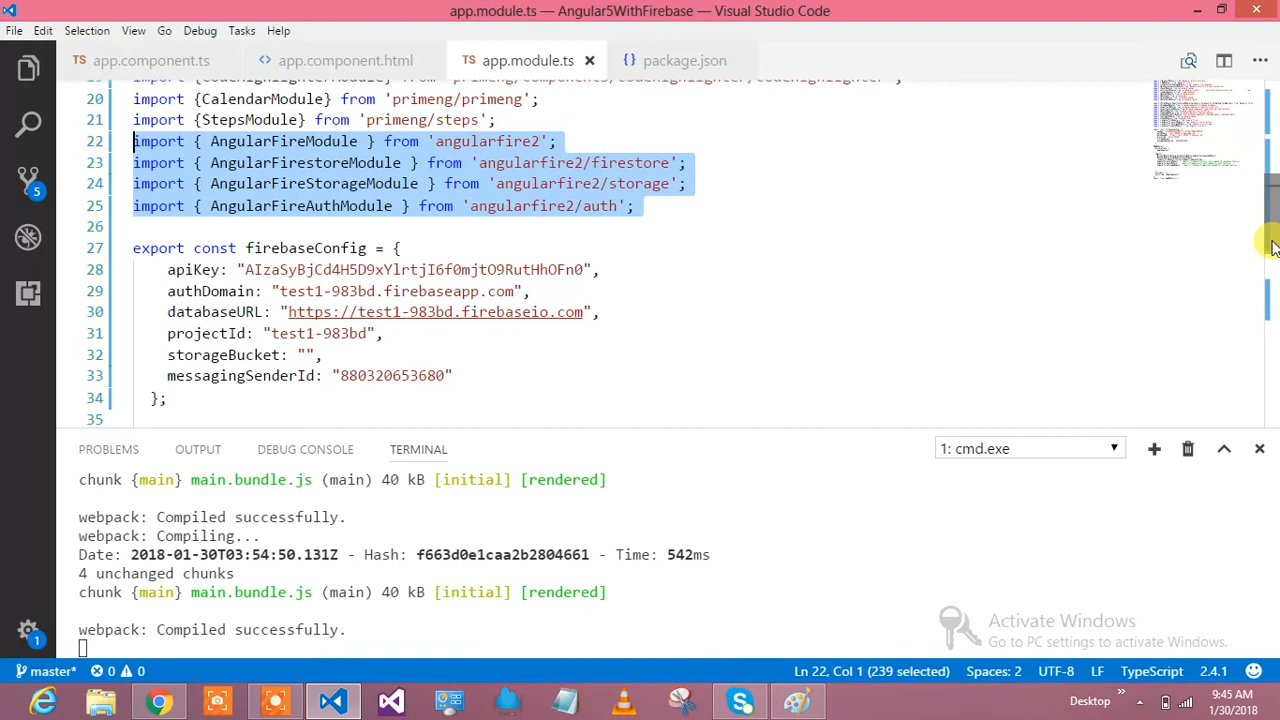 app.module.ts — Angular5WithFirebase — Visual Studio Code
File Edit Selection View Go Debug Tasks Help
TS app.component.ts <> app.component.html TS app.module.ts × {} package.json
20 import {CalendarModule} from 'primeng/primeng';
21 import {StepsModule} from 'primeng/steps';
22 import { AngularFireModule } from 'angularfire2';
23 import { AngularFirestoreModule } from 'angularfire2/firestore';
24 import { AngularFireStorageModule } from 'angularfire2/storage';
25 import { AngularFireAuthModule } from 'angularfire2/auth';
26
27 export const firebaseConfig = {
28 apiKey: "AIzaSyBjCd4H5D9xYlrtjI6f0mjtO9RutHhOFn0",
29 authDomain: "test1-983bd.firebaseapp.com",
30 databaseURL: "https://test1-983bd.firebaseio.com",
31 projectId: "test1-983bd",
32 storageBucket: "",
33 messagingSenderId: "880320653680"
34 };
35
5
1
PROBLEMS OUTPUT DEBUG CONSOLE TERMINAL 1: cmd.exe
chunk {main} main.bundle.js (main) 40 kB [initial] [rendered]
webpack: Compiled successfully.
webpack: Compiling...
Date: 2018-01-30T03:54:50.131Z - Hash: f663d0e1caa2b2804661 - Time: 542ms
4 unchanged chunks
chunk {main} main.bundle.js (main) 40 kB [initial] [rendered]
webpack: Compiled successfully.
Activate Windows
Go to PC settings to activate Windows.
master* 0 0 Ln 22, Col 1 (239 selected) Spaces: 2 UTF-8 LF TypeScript 2.4.1
Desktop
9:45 AM
1/30/2018